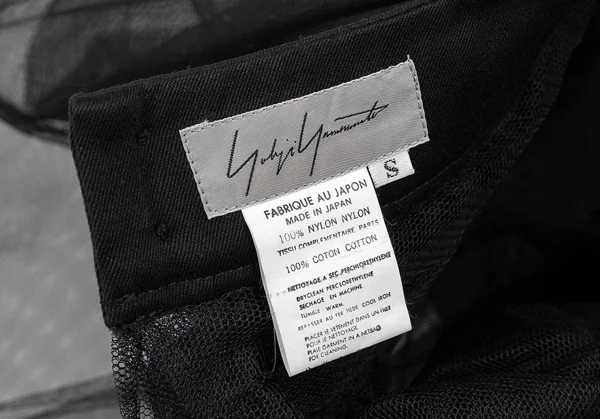 Yohji Yamamoto
S
FABRIQUE AU JAPON
MADE IN JAPAN
100% NYLON NYLON
TISSU COMPLEMENTAIRE PARTS
100% COTON COTTON
NETTOYAGE A SEC-PERCHLORETHYLENE
DRYCLEAN PERCLORETHYLENE
SECHAGE EN MACHINE
TUMBLE WARM
REPASSER AU FER TIEDE COOL IRON
PLACER LE VETEMENT DANS UN FILET
POUR LE NETTOYAGE.
PLALE GARMENT IN A NETBAG
FOR CLEANING.